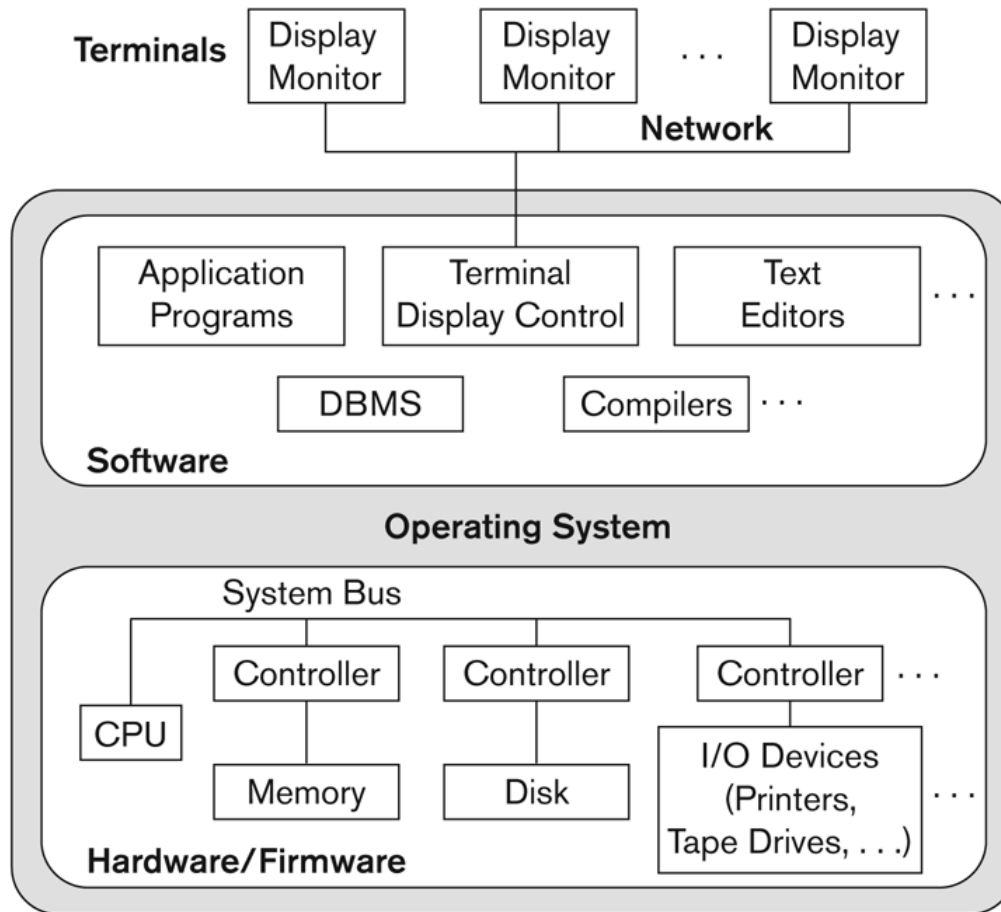 Terminals
Display
Monitor
Display
Monitor
. . .
Display
Monitor
Network
Application
Programs
Terminal
Display Control
Text
Editors
. . .
DBMS
Compilers
. . .
Software
Operating System
System Bus
Controller
Controller
Controller
. . .
CPU
Memory
Disk
I/O Devices
(Printers,
Tape Drives, . . .)
. . .
Hardware/Firmware